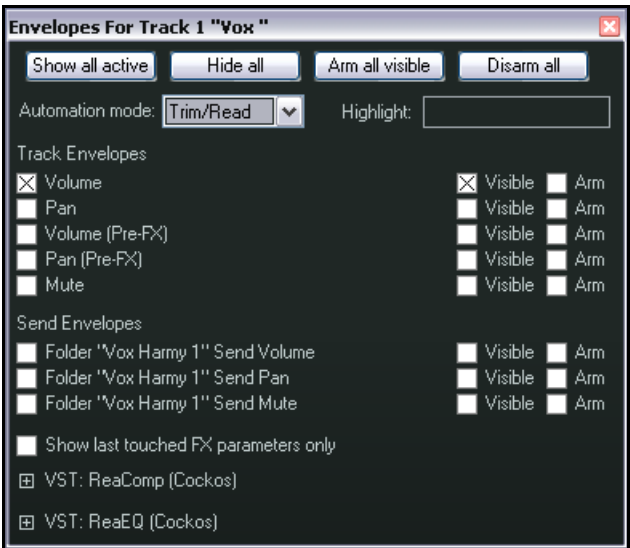 Envelopes For Track 1 "Vox "
Show all active Hide all Arm all visible Disarm all
Automation mode: Trim/Read Highlight:
Track Envelopes
Volume Visible Arm
Pan Visible Arm
Volume (Pre-FX) Visible Arm
Pan (Pre-FX) Visible Arm
Mute Visible Arm
Send Envelopes
Folder "Vox Harmy 1" Send Volume Visible Arm
Folder "Vox Harmy 1" Send Pan Visible Arm
Folder "Vox Harmy 1" Send Mute Visible Arm
Show last touched FX parameters only
VST: ReaComp (Cockos)
VST: ReaEQ (Cockos)